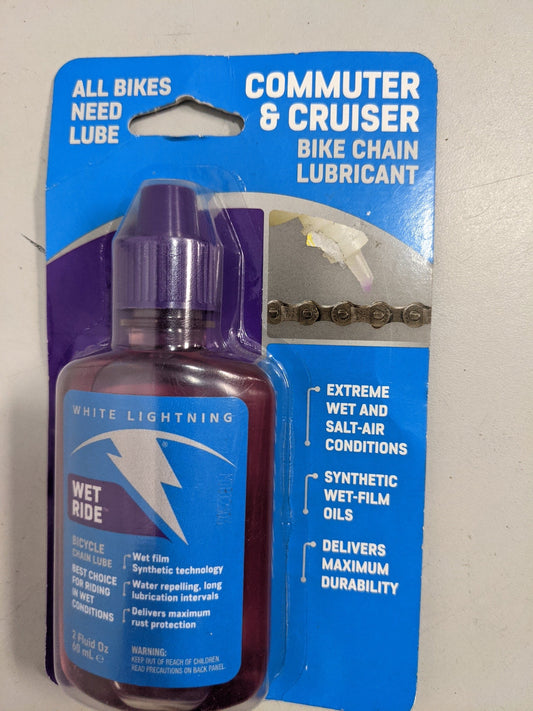 ALL BIKES
NEED
LUBE
COMMUTER
& CRUISER
BIKE CHAIN
LUBRICANT
WHITE LIGHTNING
®
WET
RIDE™
BICYCLE
CHAIN LUBE
BEST CHOICE
FOR RIDING
IN WET
CONDITIONS
2 Fluid Oz
60 mL ℮
Wet film
Synthetic technology
Water repelling, long
lubrication intervals
Delivers maximum
rust protection
WARNING:
KEEP OUT OF REACH OF CHILDREN.
READ PRECAUTIONS ON BACK PANEL.
EXTREME
WET AND
SALT-AIR
CONDITIONS
SYNTHETIC
WET-FILM
OILS
DELIVERS
MAXIMUM
DURABILITY